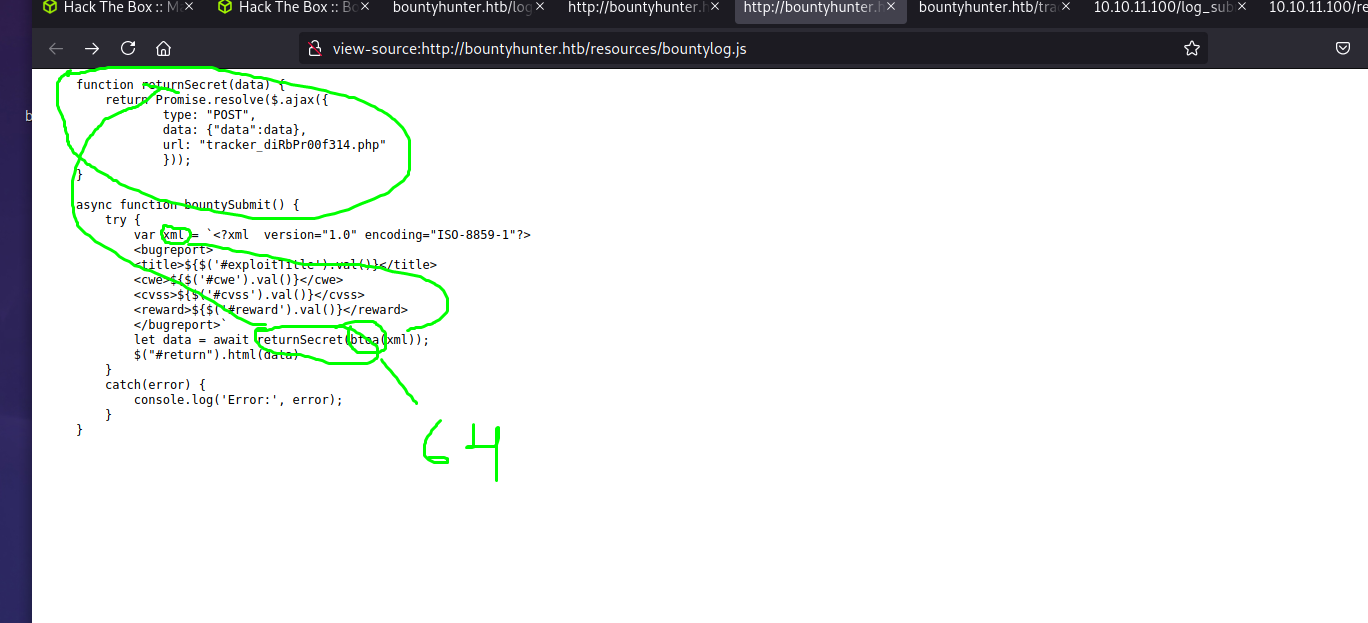 Hack The Box :: M
Hack The Box :: Bo
bountyhunter.htb/log
http://bountyhunter.h
http://bountyhunter.h
bountyhunter.htb/tra
10.10.11.100/log_sub
10.10.11.100/re
view-source:http://bountyhunter.htb/resources/bountylog.js
b
function returnSecret(data) {
return Promise.resolve($.ajax({
type: "POST",
data: {"data":data},
url: "tracker_diRbPr00f314.php"
}));
}
async function bountySubmit() {
try {
var xml = `<?xml  version="1.0" encoding="ISO-8859-1"?>
<bugreport>
<title>${$('#exploitTitle').val()}</title>
<cwe>${$('#cwe').val()}</cwe>
<cvss>${$('#cvss').val()}</cvss>
<reward>${$('#reward').val()}</reward>
</bugreport>`
let data = await returnSecret(btoa(xml));
$("#return").html(data)
}
catch(error) {
console.log('Error:', error);
}
}
64